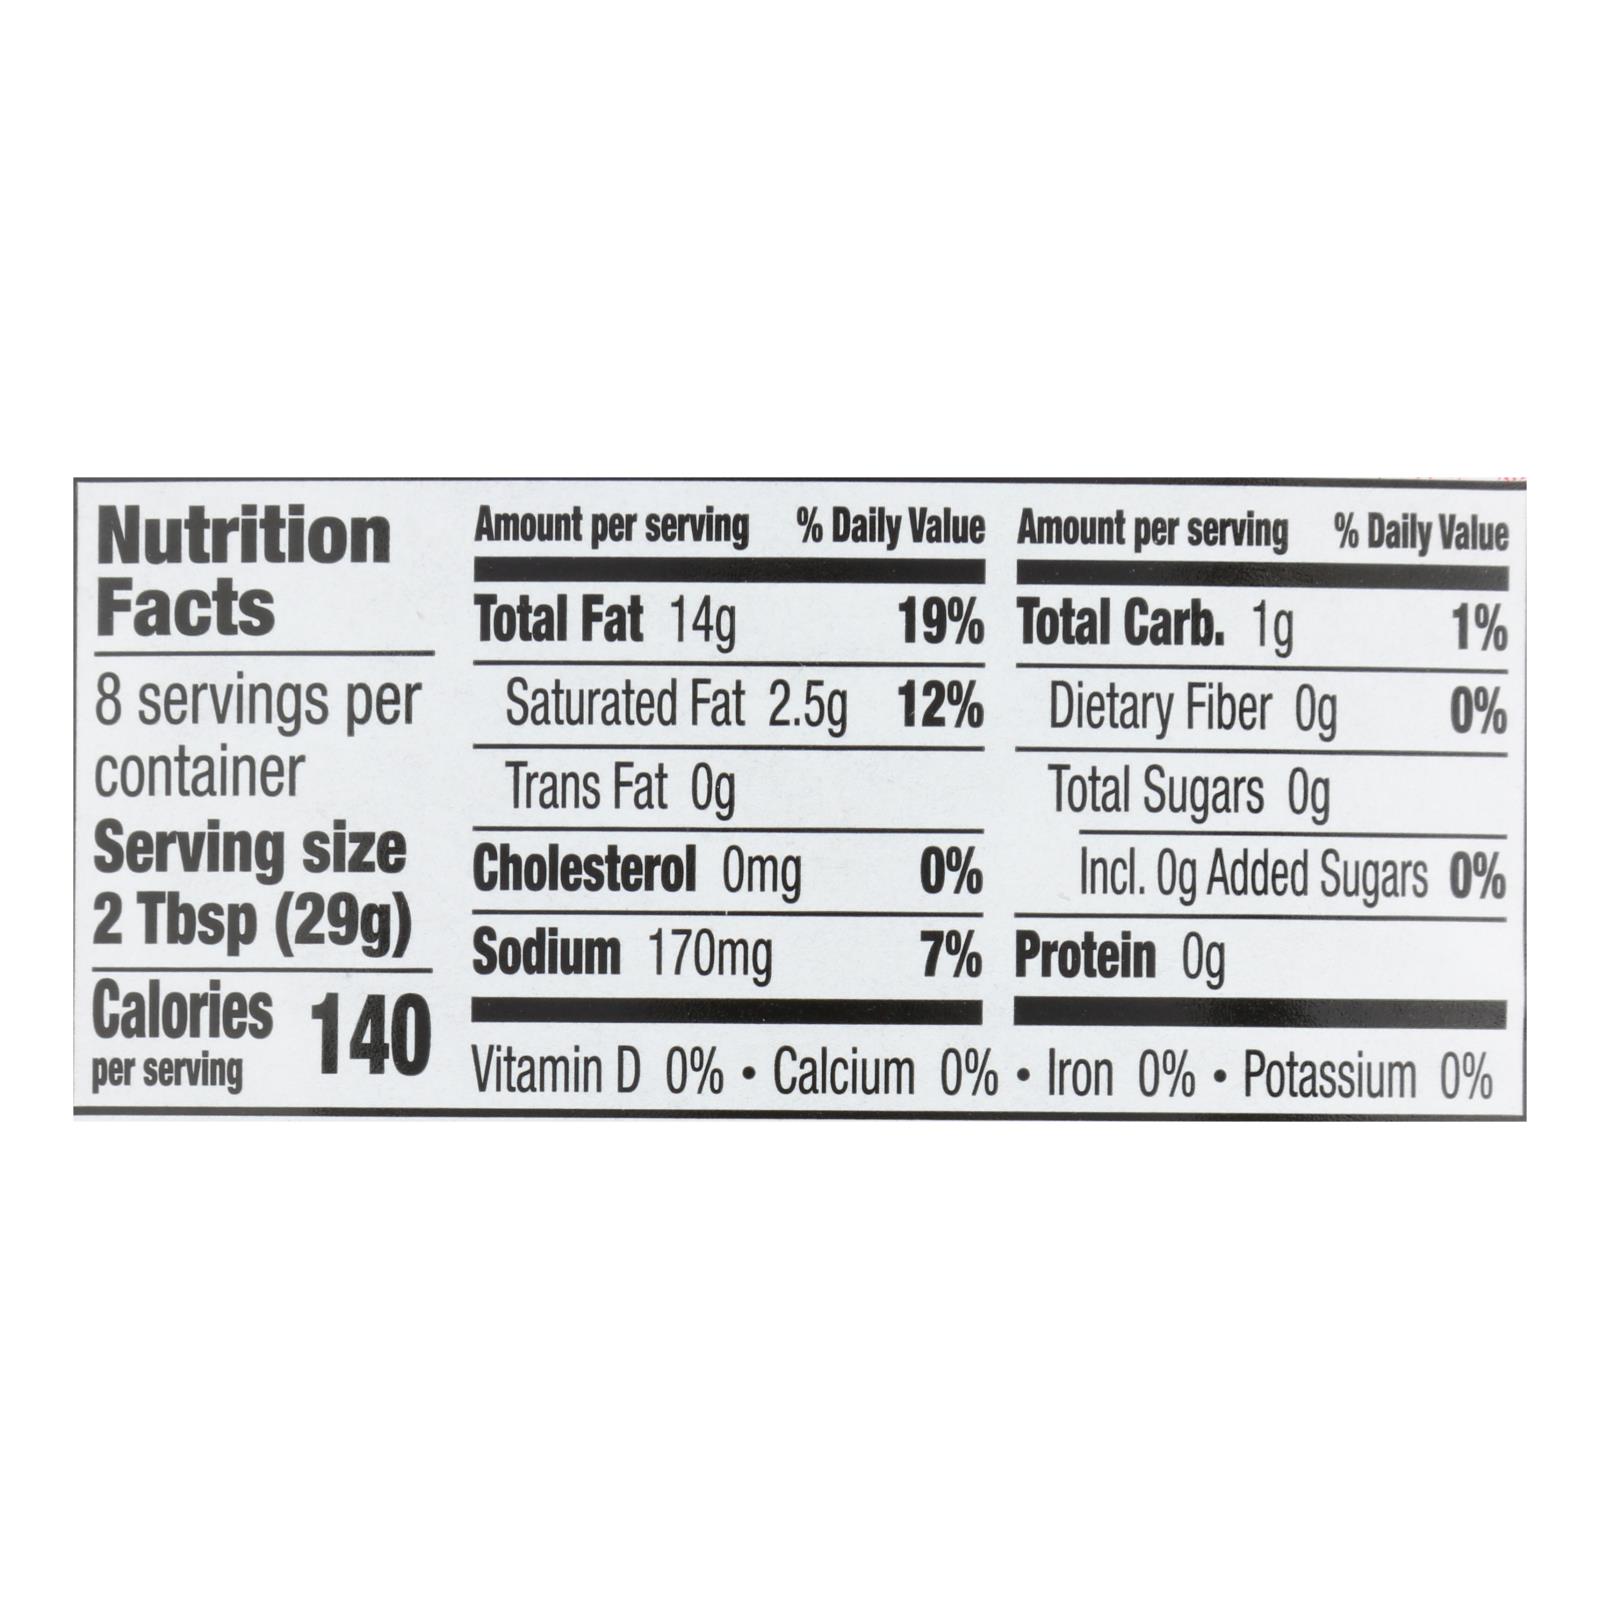 Nutrition
Facts
8 servings per
container
Serving size
2 Tbsp (29g)
Calories 140
per serving
Amount per serving % Daily Value
Total Fat 14g 19%
Saturated Fat 2.5g 12%
Trans Fat 0g
Cholesterol 0mg 0%
Sodium 170mg 7%
Amount per serving % Daily Value
Total Carb. 1g 1%
Dietary Fiber 0g 0%
Total Sugars 0g
Incl. 0g Added Sugars 0%
Protein 0g
Vitamin D 0% • Calcium 0% • Iron 0% • Potassium 0%